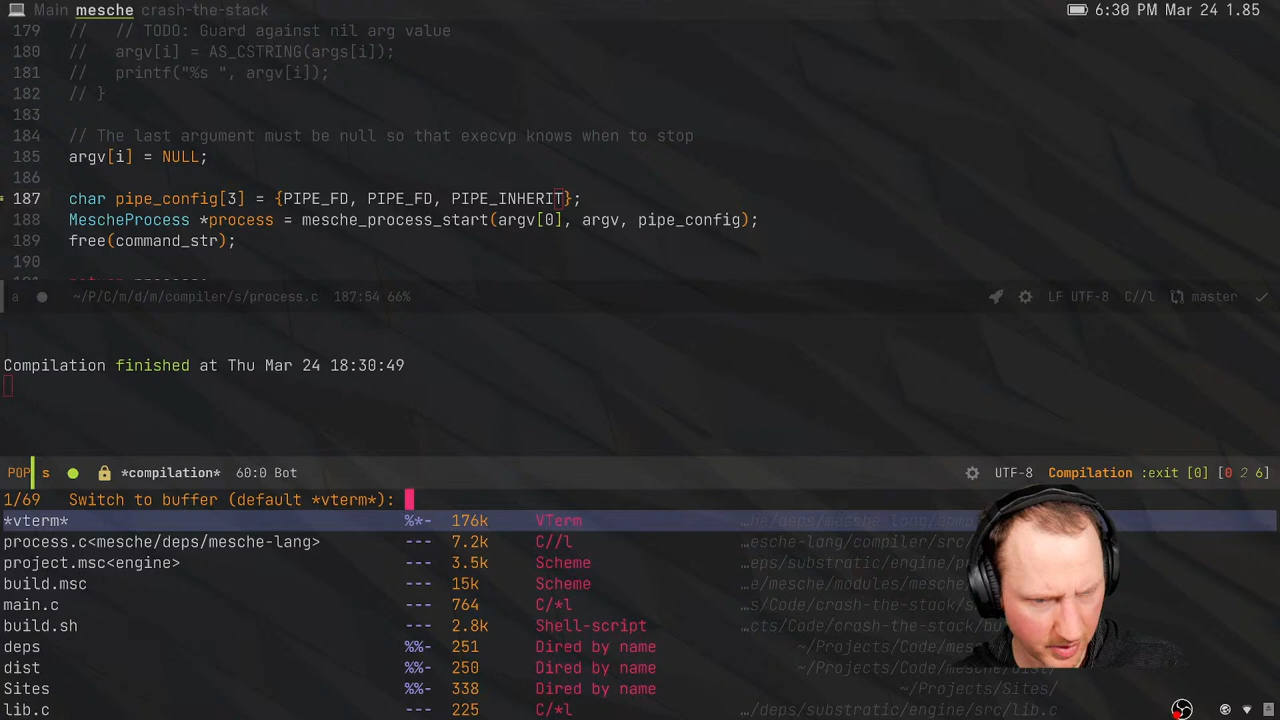 Main mesche crash-the-stack 6:30 PM Mar 24 1.85
179 // // TODO: Guard against nil arg value
180 // argv[i] = AS_CSTRING(args[i]);
181 // printf("%s ", argv[i]);
182 // }
183
184 // The last argument must be null so that execvp knows when to stop
185 argv[i] = NULL;
186
187 char pipe_config[3] = {PIPE_FD, PIPE_FD, PIPE_INHERIT};
188 MescheProcess *process = mesche_process_start(argv[0], argv, pipe_config);
189 free(command_str);
190
a ~/P/C/m/d/m/compiler/s/process.c 187:54 66% LF UTF-8 C//l master
Compilation finished at Thu Mar 24 18:30:49
POP s *compilation* 60:0 Bot UTF-8 Compilation :exit [0] [0 2 6]
1/69 Switch to buffer (default *vterm*):
*vterm* %*- 176k VTerm
process.c<mesche/deps/mesche-lang> --- 7.2k C//l …esche-lang/compiler/src/
project.msc<engine> --- 3.5k Scheme …eps/substratic/engine/
build.msc --- 15k Scheme …e/mesche/modules/mesche/
main.c --- 764 C/*l …s/Code/crash-the-stack/
build.sh --- 2.8k Shell-script …cts/Code/crash-the-stack/
deps %%- 251 Dired by name ~/Projects/Code/
dist %%- 250 Dired by name ~/Projects/Code/mesche/dist/
Sites %%- 338 Dired by name ~/Projects/Sites/
lib.c --- 225 C/*l …/deps/substratic/engine/src/lib.c